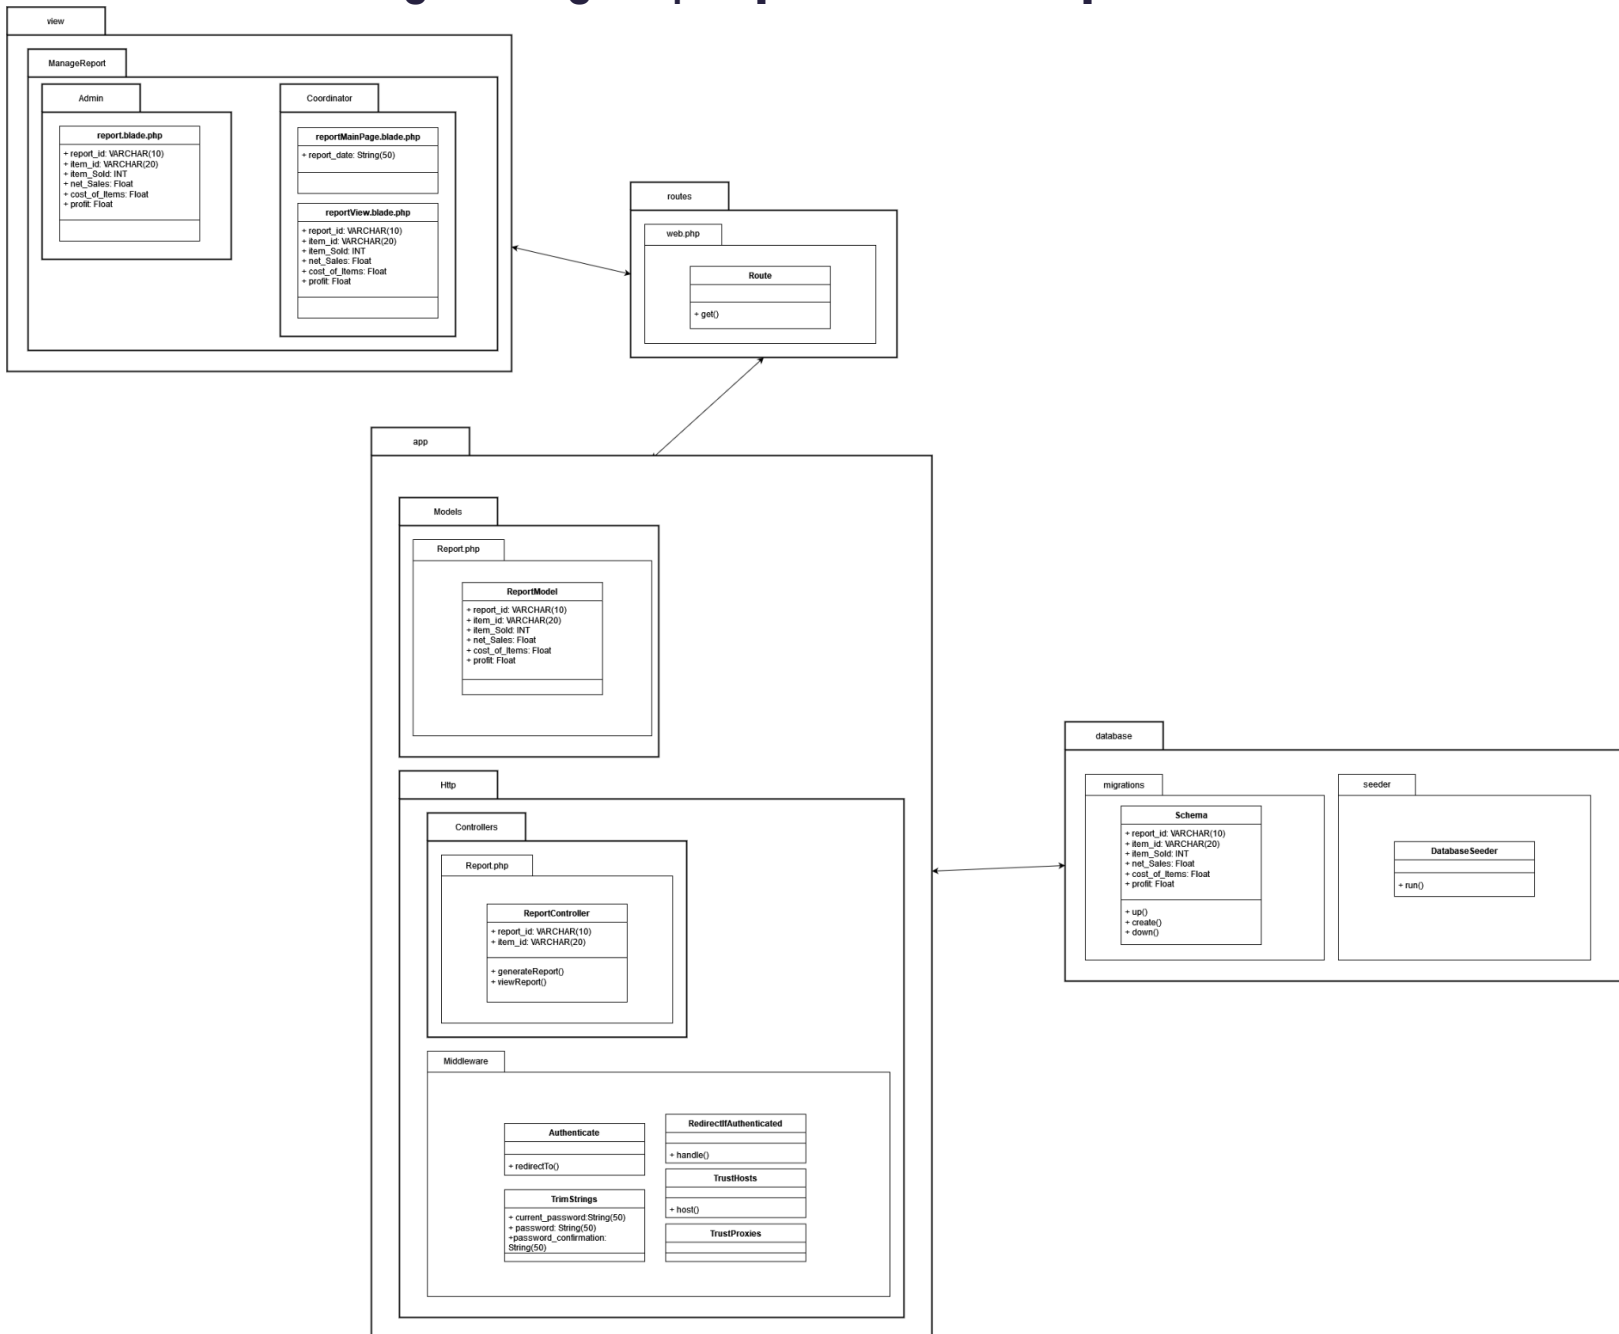 view
ManageReport
Admin
report.blade.php
+ report_id: VARCHAR(10)
+ item_id: VARCHAR(20)
+ item_Sold: INT
+ net_Sales: Float
+ cost_of_Items: Float
+ profit: Float
Coordinator
reportMainPage.blade.php
+ report_date: String(50)
reportView.blade.php
+ report_id: VARCHAR(10)
+ item_id: VARCHAR(20)
+ item_Sold: INT
+ net_Sales: Float
+ cost_of_Items: Float
+ profit: Float
routes
web.php
Route
+ get()
app
Models
Report.php
ReportModel
+ report_id: VARCHAR(10)
+ item_id: VARCHAR(20)
+ item_Sold: INT
+ net_Sales: Float
+ cost_of_Items: Float
+ profit: Float
Http
Controllers
Report.php
ReportController
+ report_id: VARCHAR(10)
+ item_id: VARCHAR(20)
+ generateReport()
+ viewReport()
Middleware
Authenticate
+ redirectTo()
TrimStrings
+ current_password:String(50)
+ password: String(50)
+password_confirmation:
String(50)
RedirectIfAuthenticated
+ handle()
TrustHosts
+ host()
TrustProxies
database
migrations
Schema
+ report_id: VARCHAR(10)
+ item_id: VARCHAR(20)
+ item_Sold: INT
+ net_Sales: Float
+ cost_of_Items: Float
+ profit: Float
+ up()
+ create()
+ down()
seeder
DatabaseSeeder
+ run()